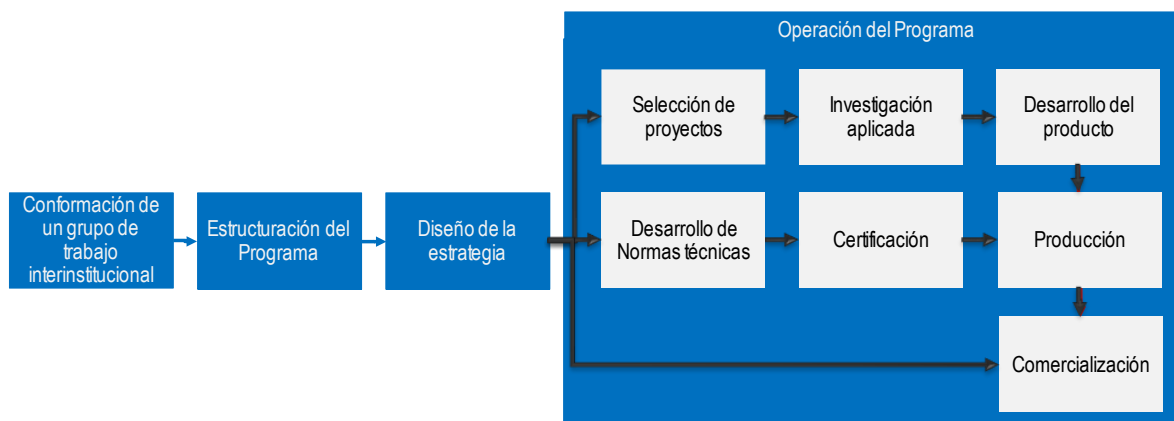 Operación del Programa
Selección de
proyectos
Investigación
aplicada
Desarrollo del
producto
Conformación de
un grupo de
trabajo
interinstitucional
Estructuración del
Programa
Diseño de la
estrategia
Desarrollo de
Normas técnicas
Certificación
Producción
Comercialización